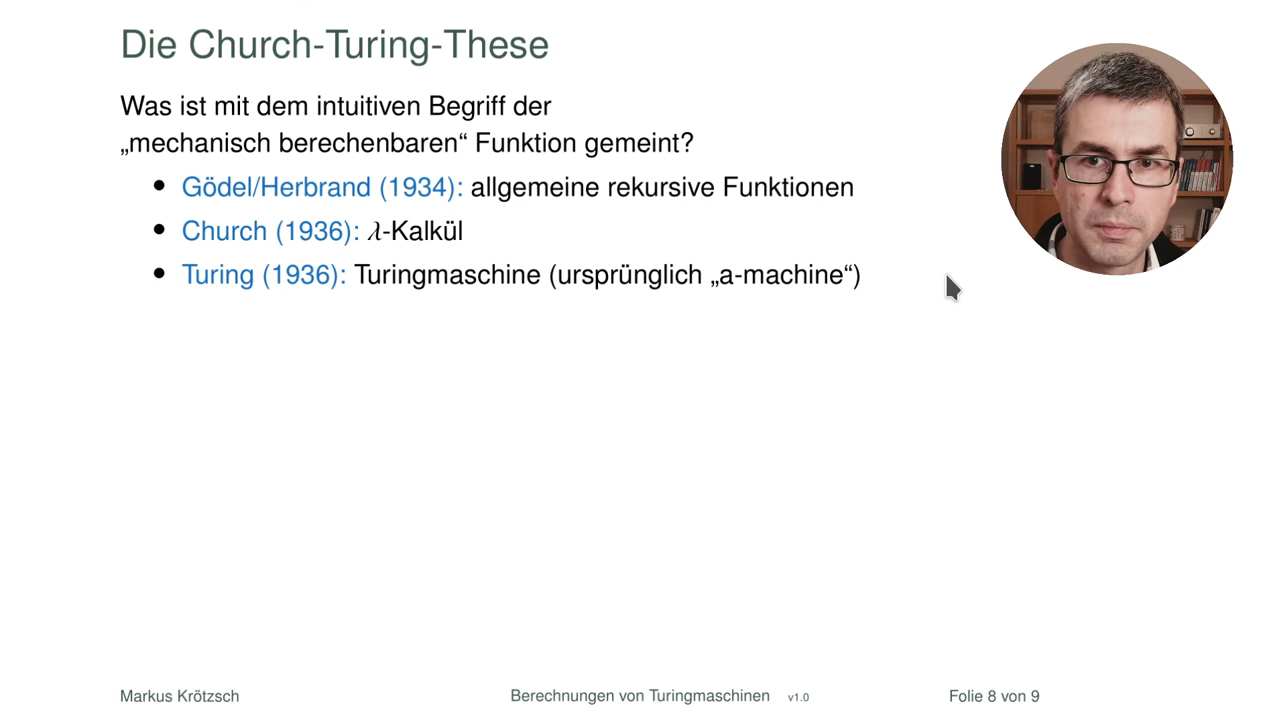 Die Church-Turing-These
Was ist mit dem intuitiven Begriff der
„mechanisch berechenbaren“ Funktion gemeint?
• Gödel/Herbrand (1934): allgemeine rekursive Funktionen
• Church (1936): λ-Kalkül
• Turing (1936): Turingmaschine (ursprünglich „a-machine“)
Markus Krötzsch Berechnungen von Turingmaschinen v1.0 Folie 8 von 9